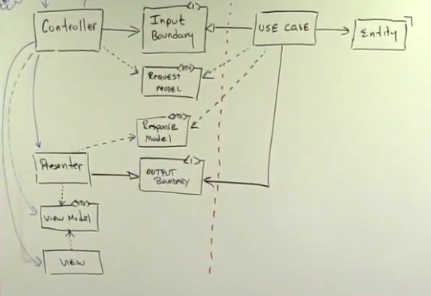 Controller
<I>
Input
Boundary
USE CASE
Entity
<DS>
REQUEST
MODEL
<DS>
Response
Model
Presenter
<I>
OUTPUT
Boundary
<DS>
View Model
VIEW